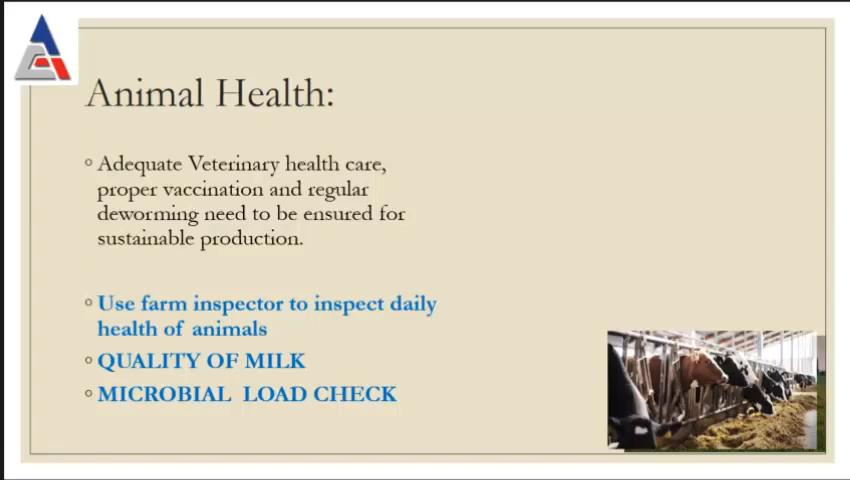 Animal Health:
◦ Adequate Veterinary health care,
proper vaccination and regular
deworming need to be ensured for
sustainable production.
◦ Use farm inspector to inspect daily
health of animals
◦ QUALITY OF MILK
◦ MICROBIAL LOAD CHECK